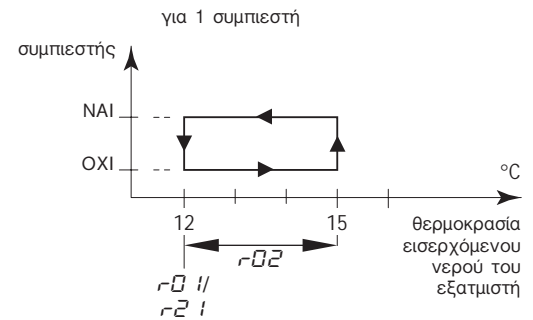 για 1 συμπιεστή
συμπιεστής
ΝΑΙ
ΟΧΙ
°C
12
15
r02
r01/
r21
θερμοκρασία
εισερχόμενου
νερού του
εξατμιστή